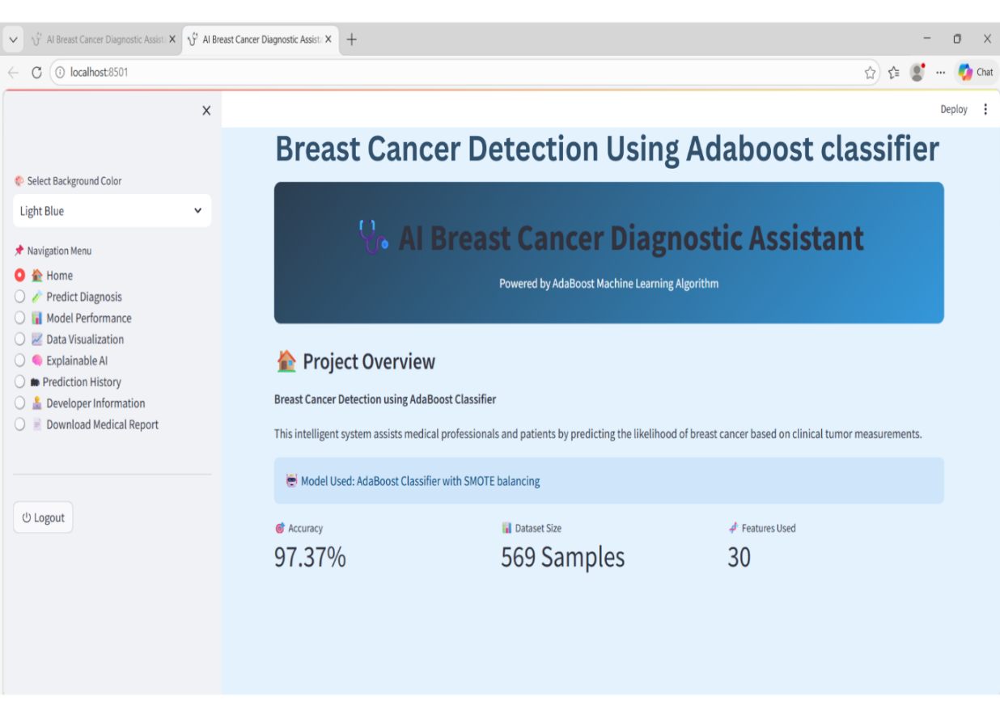 AI Breast Cancer Diagnostic Assist
AI Breast Cancer Diagnostic Assist
localhost:8501
Chat
Deploy
Select Background Color
Light Blue
Navigation Menu
Home
Predict Diagnosis
Model Performance
Data Visualization
Explainable AI
Prediction History
Developer Information
Download Medical Report
Logout
Breast Cancer Detection Using Adaboost classifier
AI Breast Cancer Diagnostic Assistant
Powered by AdaBoost Machine Learning Algorithm
Project Overview
Breast Cancer Detection using AdaBoost Classifier
This intelligent system assists medical professionals and patients by predicting the likelihood of breast cancer based on clinical tumor measurements.
Model Used: AdaBoost Classifier with SMOTE balancing
Accuracy
97.37%
Dataset Size
569 Samples
Features Used
30